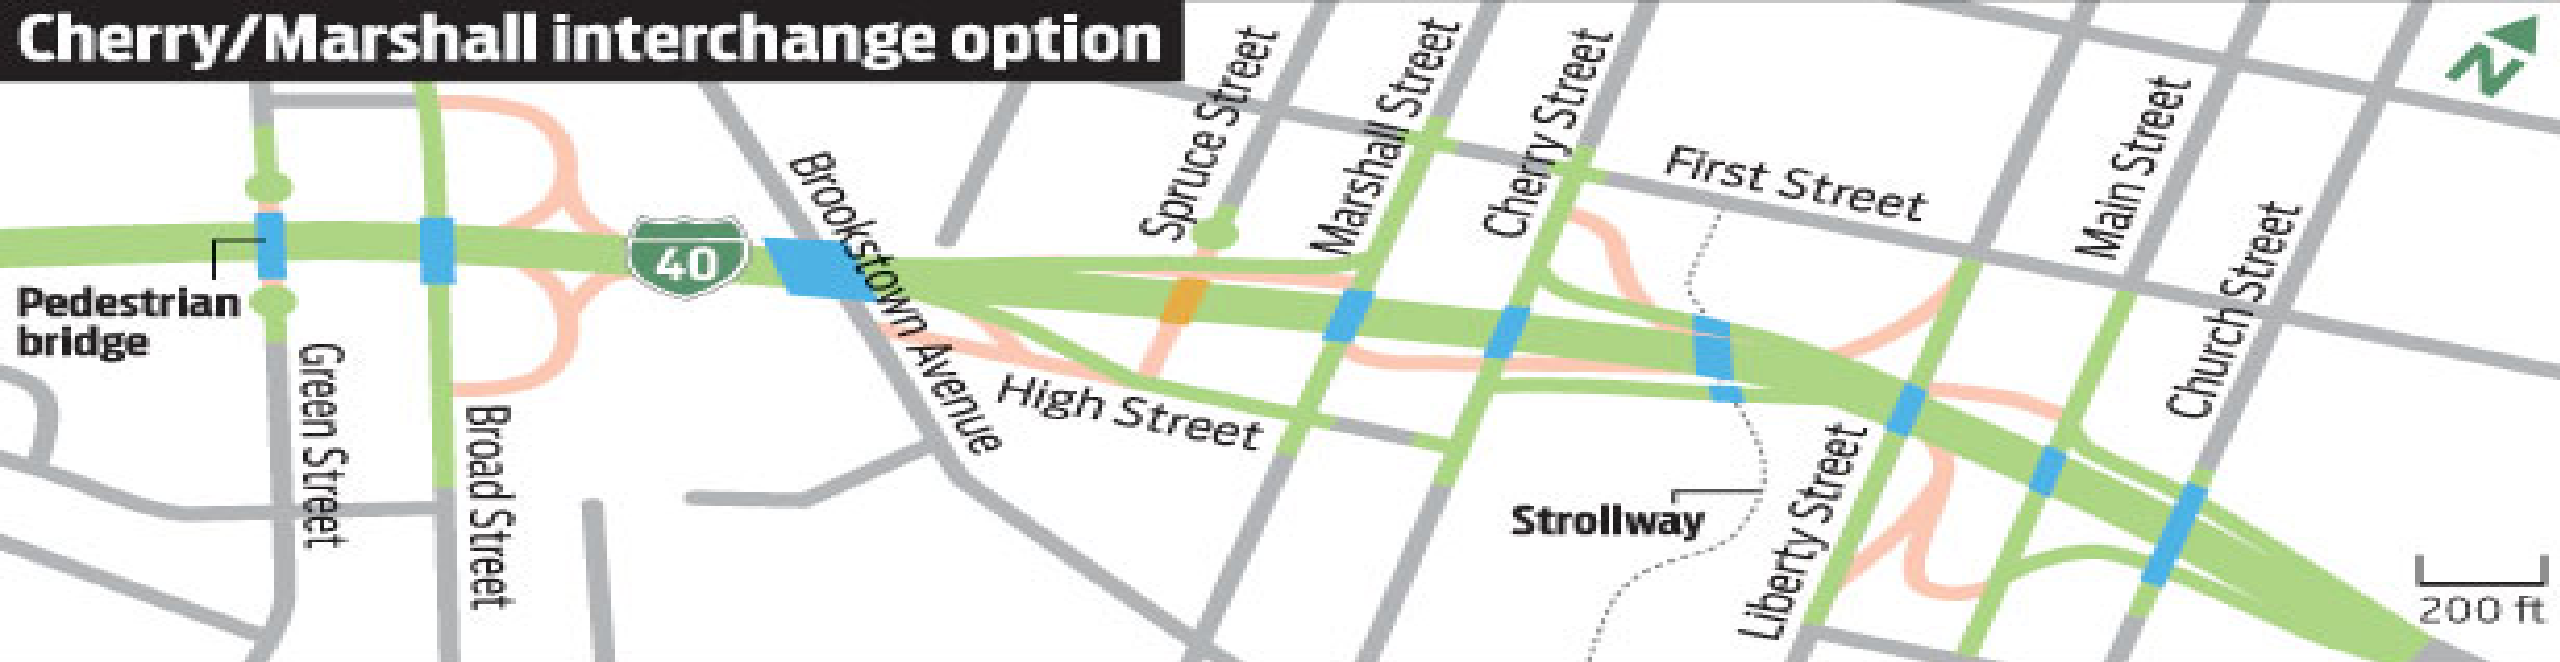 Cherry/Marshall interchange option
N
Spruce Street
Marshall Street
Cherry Street
First Street
Main Street
Church Street
Brookstown Avenue
40
Pedestrian
bridge
Green Street
Broad Street
High Street
Strollway
Liberty Street
200 ft